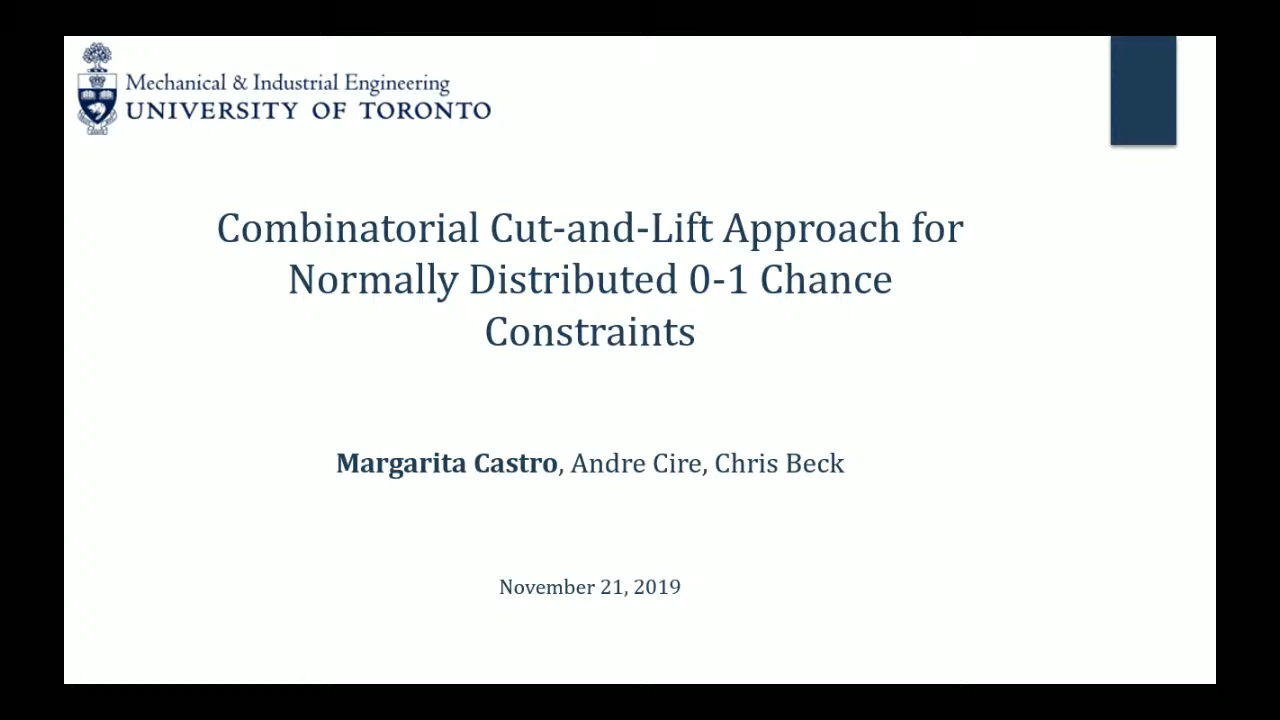 Mechanical & Industrial Engineering
UNIVERSITY OF TORONTO
Combinatorial Cut-and-Lift Approach for
Normally Distributed 0-1 Chance
Constraints
Margarita Castro, Andre Cire, Chris Beck
November 21, 2019